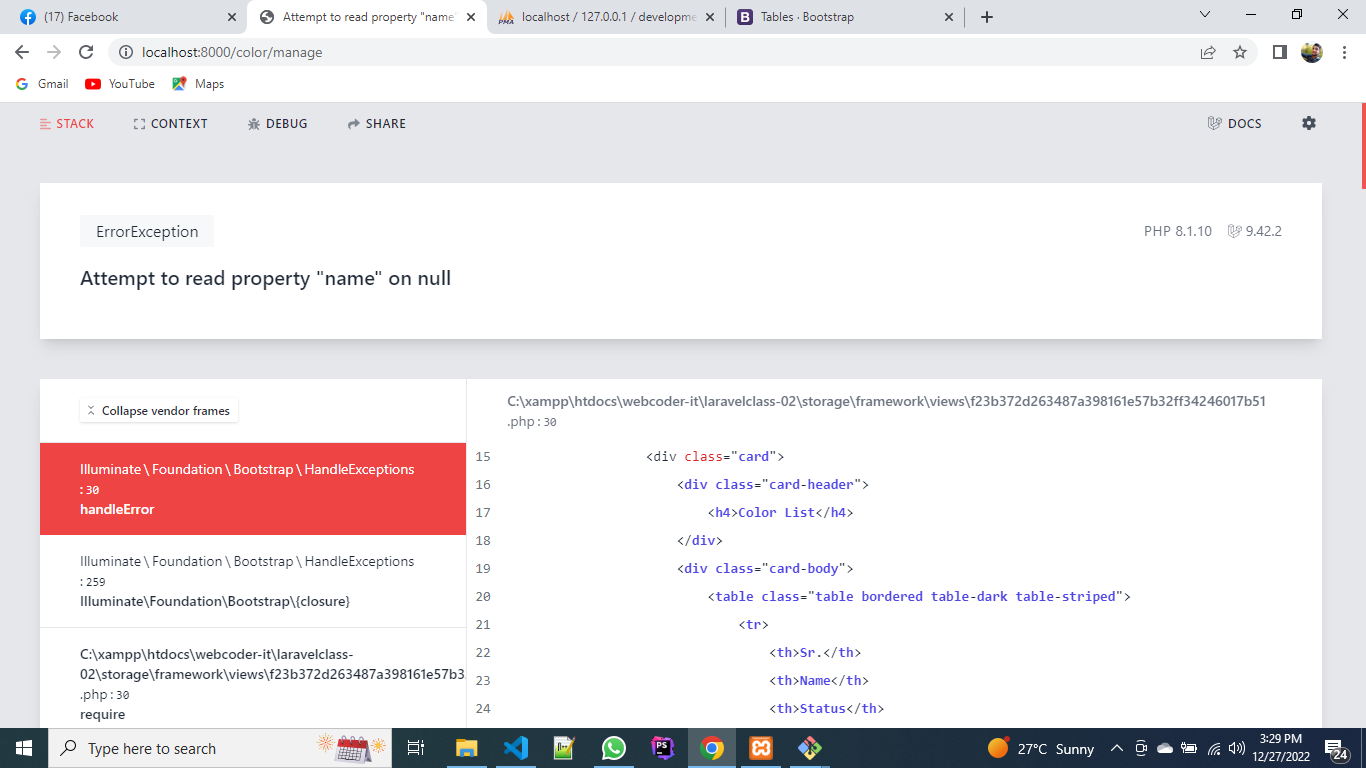 (17) Facebook
Attempt to read property "name"
localhost / 127.0.0.1 / developme
Tables · Bootstrap
localhost:8000/color/manage
Gmail
YouTube
Maps
STACK
CONTEXT
DEBUG
SHARE
DOCS
ErrorException
PHP 8.1.10
9.42.2
Attempt to read property "name" on null
Collapse vendor frames
Illuminate \ Foundation \ Bootstrap \ HandleExceptions
: 30
handleError
Illuminate \ Foundation \ Bootstrap \ HandleExceptions
: 259
Illuminate\Foundation\Bootstrap\{closure}
C:\xampp\htdocs\webcoder-it\laravelclass-
02\storage\framework\views\f23b372d263487a398161e57b3
.php : 30
require
C:\xampp\htdocs\webcoder-it\laravelclass-02\storage\framework\views\f23b372d263487a398161e57b32ff34246017b51
.php : 30
15 <div class="card">
16 <div class="card-header">
17 <h4>Color List</h4>
18 </div>
19 <div class="card-body">
20 <table class="table bordered table-dark table-striped">
21 <tr>
22 <th>Sr.</th>
23 <th>Name</th>
24 <th>Status</th>
Type here to search
27°C Sunny
3:29 PM
12/27/2022
24